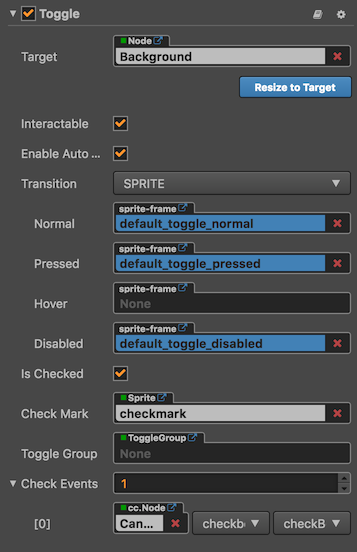 Toggle
Node
Target Background
Resize to Target
Interactable
Enable Auto ...
Transition SPRITE
sprite-frame
Normal default_toggle_normal
sprite-frame
Pressed default_toggle_pressed
sprite-frame
Hover None
sprite-frame
Disabled default_toggle_disabled
Is Checked
Sprite
Check Mark checkmark
ToggleGroup
Toggle Group None
Check Events 1
cc.Node
[0] Can... checkb checkB